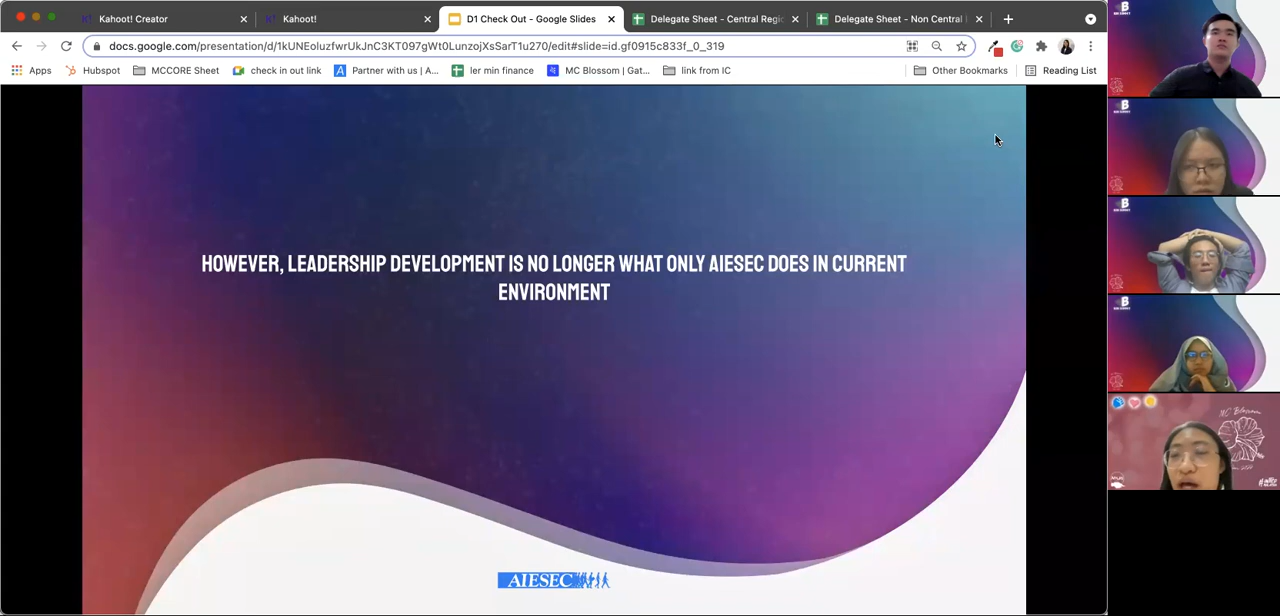 Kahoot! Creator
Kahoot!
D1 Check Out - Google Slides
Delegate Sheet - Central Regi
Delegate Sheet - Non Central
docs.google.com/presentation/d/1kUNEoluzfwrUkJnC3KT097gWt0LunzojXsSarT1u270/edit#slide=id.gf0915c833f_0_319
Apps
Hubspot
MCCORE Sheet
check in out link
Partner with us | A...
ler min finance
MC Blossom | Gat...
link from IC
Other Bookmarks
Reading List
HOWEVER, LEADERSHIP DEVELOPMENT IS NO LONGER WHAT ONLY AIESEC DOES IN CURRENT
ENVIRONMENT
AIESEC
B
B
B
B
MC Blossom